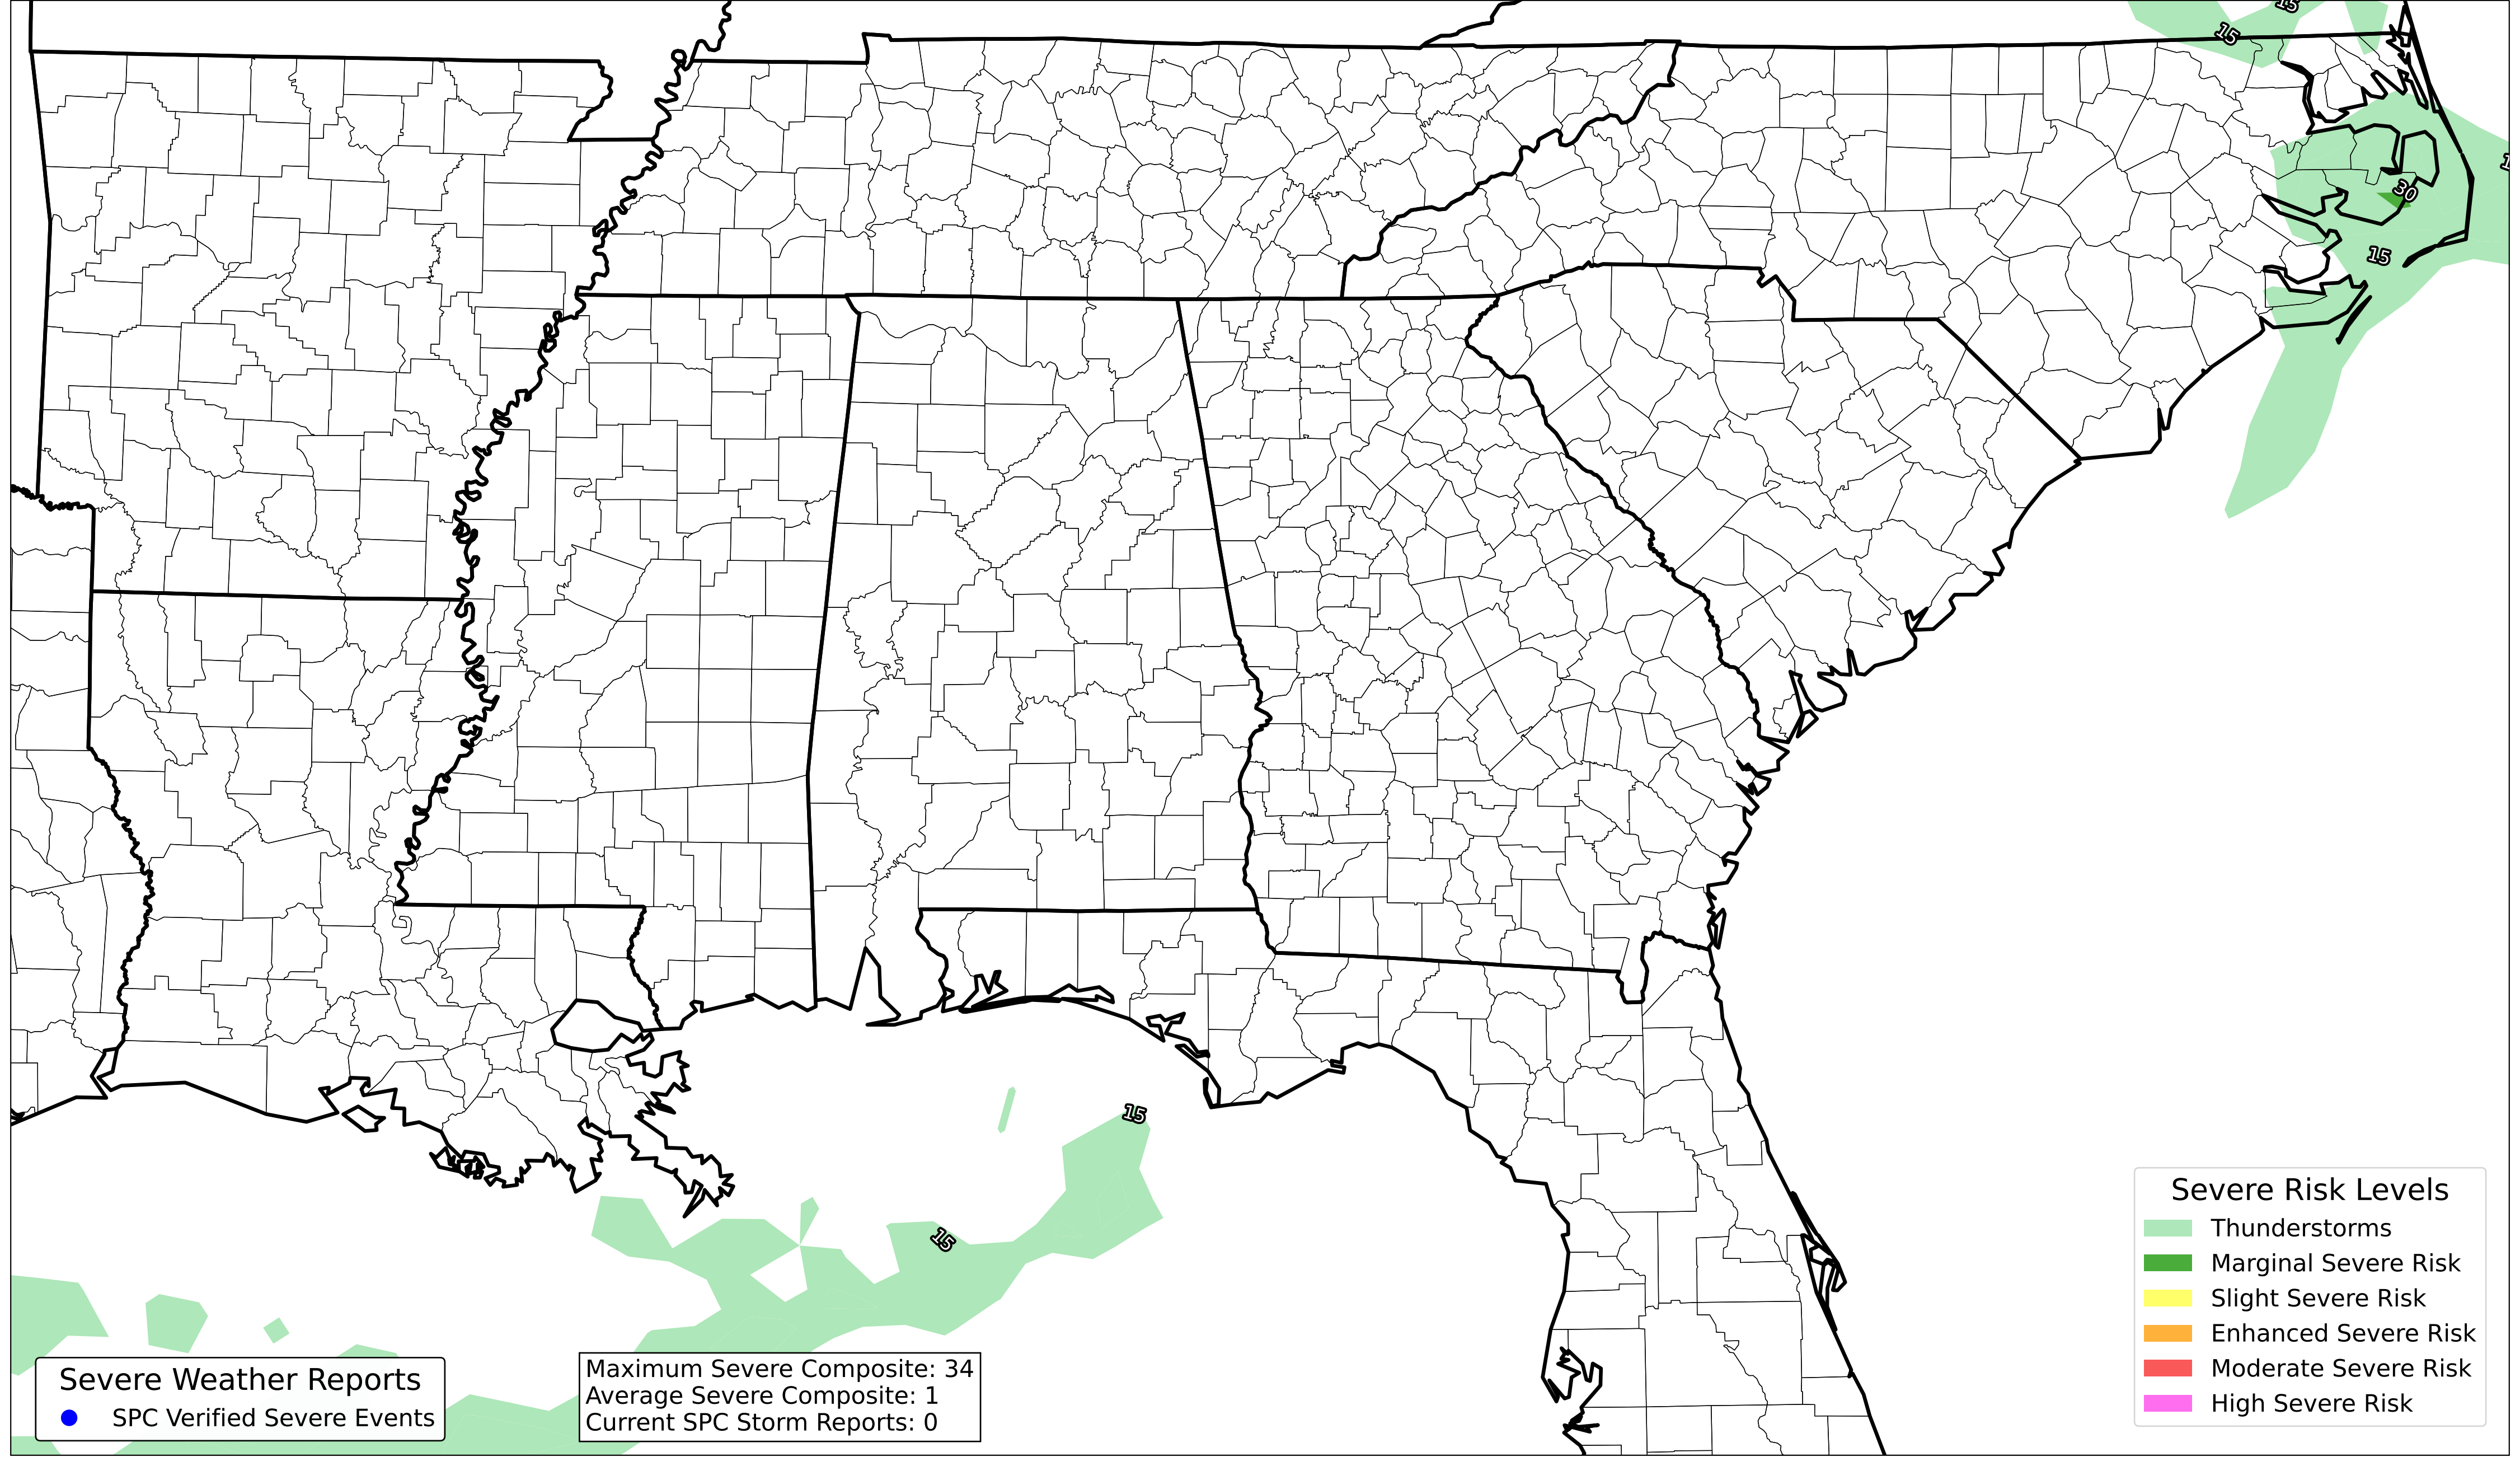 15
15
1
30
15
15
15
Severe Risk Levels
Thunderstorms
Marginal Severe Risk
Slight Severe Risk
Enhanced Severe Risk
Moderate Severe Risk
High Severe Risk
Severe Weather Reports
SPC Verified Severe Events
Maximum Severe Composite: 34
Average Severe Composite: 1
Current SPC Storm Reports: 0